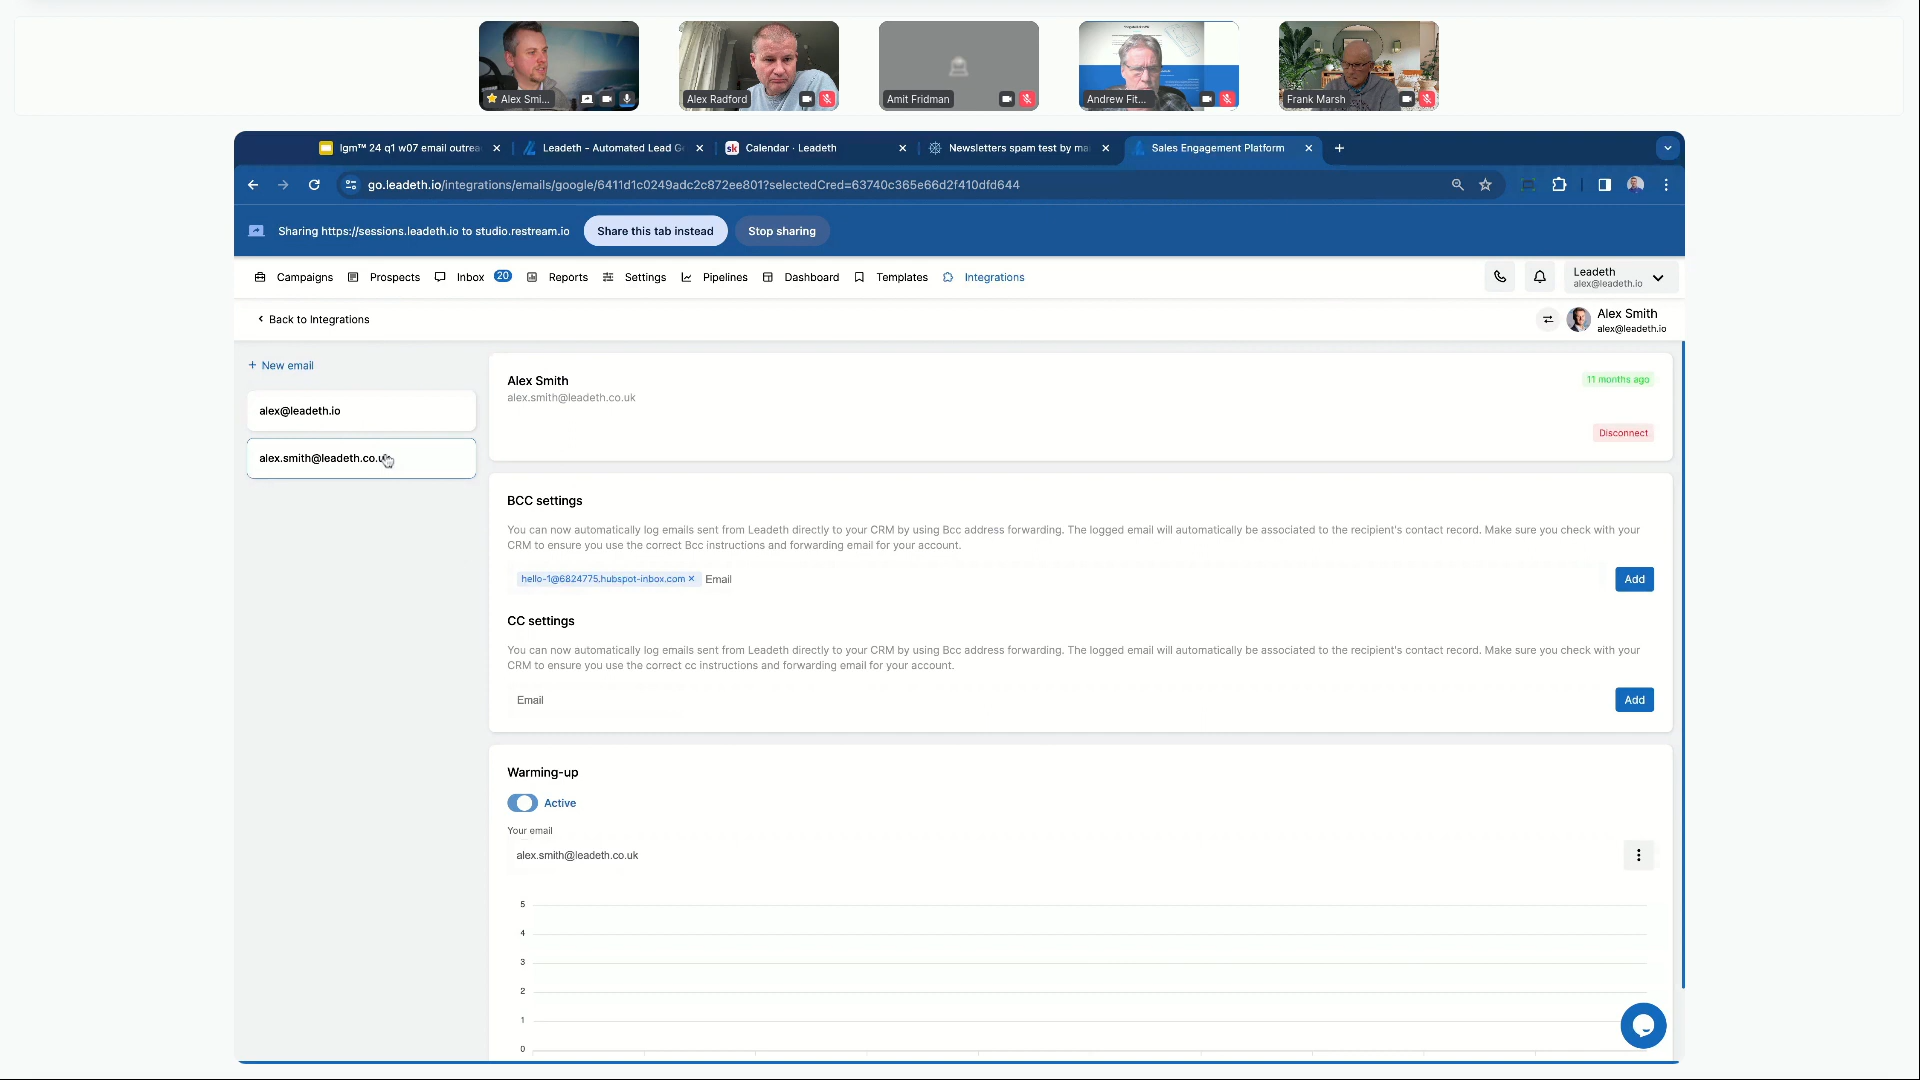 Alex Smi...
Alex Radford
Amit Fridman
Andrew Fit...
Frank Marsh
lgm™ 24 q1 w07 email outrea
Leadeth - Automated Lead G
sk Calendar · Leadeth
Newsletters spam test by ma
Sales Engagement Platform
go.leadeth.io/integrations/emails/google/6411d1c0249adc2c872ee801?selectedCred=63740c365e66d2f410dfd644
Sharing https://sessions.leadeth.io to studio.restream.io
Share this tab instead
Stop sharing
Campaigns
Prospects
Inbox 20
Reports
Settings
Pipelines
Dashboard
Templates
Integrations
Leadeth
alex@leadeth.io
Back to Integrations
Alex Smith
alex@leadeth.io
+ New email
alex@leadeth.io
alex.smith@leadeth.co.uk
Alex Smith
alex.smith@leadeth.co.uk
11 months ago
Disconnect
BCC settings
You can now automatically log emails sent from Leadeth directly to your CRM by using Bcc address forwarding. The logged email will automatically be associated to the recipient's contact record. Make sure you check with your
CRM to ensure you use the correct Bcc instructions and forwarding email for your account.
hello-1@6824775.hubspot-inbox.com × Email
Add
CC settings
You can now automatically log emails sent from Leadeth directly to your CRM by using Bcc address forwarding. The logged email will automatically be associated to the recipient's contact record. Make sure you check with your
CRM to ensure you use the correct cc instructions and forwarding email for your account.
Email
Add
Warming-up
Active
Your email
alex.smith@leadeth.co.uk
5
4
3
2
1
0